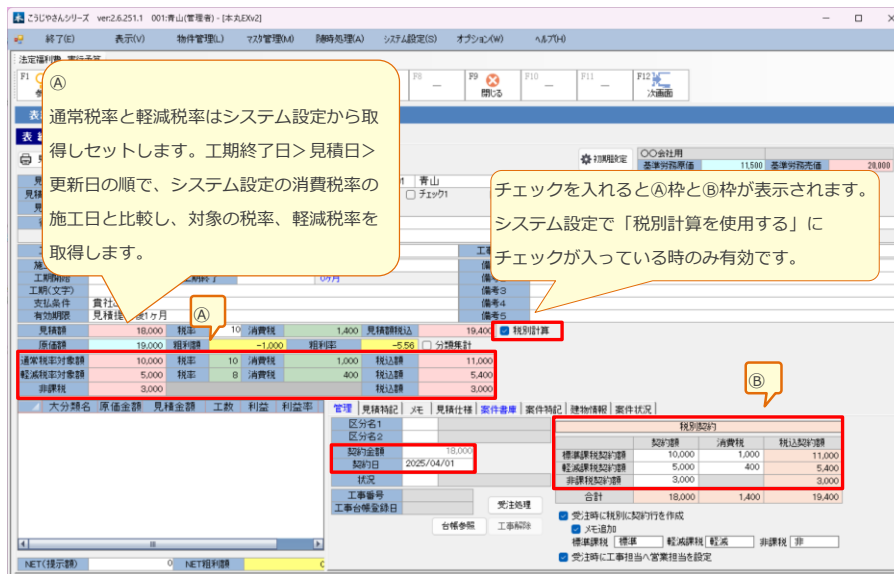 こうじやさんシリーズ ver.2.6.251.1 001:青山(管理者) - [本丸EXv2]
終了(E) 表示(V) 物件管理(L) マスタ管理(M) 随時処理(A) システム設定(S) オプション(W) ヘルプ(H)
F1 F8 F9 閉じる F10 F11 F12 次画面
Ⓐ
通常税率と軽減税率はシステム設定から取
得しセットします。工期終了日＞見積日＞
更新日の順で、システム設定の消費税率の
施工日と比較し、対象の税率、軽減税率を
取得します。
初期設定 〇〇会社用
基準労務原価 11,500 基準労務売価 20,000
青山
チェック1
チェックを入れるとⒶ枠とⒷ枠が表示されます。
システム設定で「税別計算を使用する」に
チェックが入っている時のみ有効です。
0ヶ月
工期(文字) 備考3
支払条件 備考4
有効期限 備考5
Ⓐ
見積額 18,000 税率 10 消費税 1,400 見積額税込 19,400 税別計算
原価額 19,000 粗利額 -1,000 粗利率 -5.56 分類集計
通常税率対象額 10,000 税率 10 消費税 1,000 税込額 11,000
軽減税率対象額 5,000 税率 8 消費税 400 税込額 5,400
非課税 3,000 税込額 3,000
Ⓑ
大分類名 原価金額 見積金額 工数 利益 利益率
管理 見積特記 メモ 見積仕様 案件書庫 案件特記 建物情報 案件状況
区分名1
区分名2
契約金額 18,000
契約日 2025/04/01
状況
工事番号
工事台帳登録日
受注処理
台帳参照 工事解除
税別契約
契約額 消費税 税込契約額
標準課税契約額 10,000 1,000 11,000
軽減課税契約額 5,000 400 5,400
非課税契約額 3,000 3,000
合計 18,000 1,400 19,400
受注時に税別に契約行を作成
メモ追加
標準課税 標準 軽減課税 軽減 非課税 非
受注時に工事担当へ営業担当を設定
NET(提示額) 0 NET粗利額